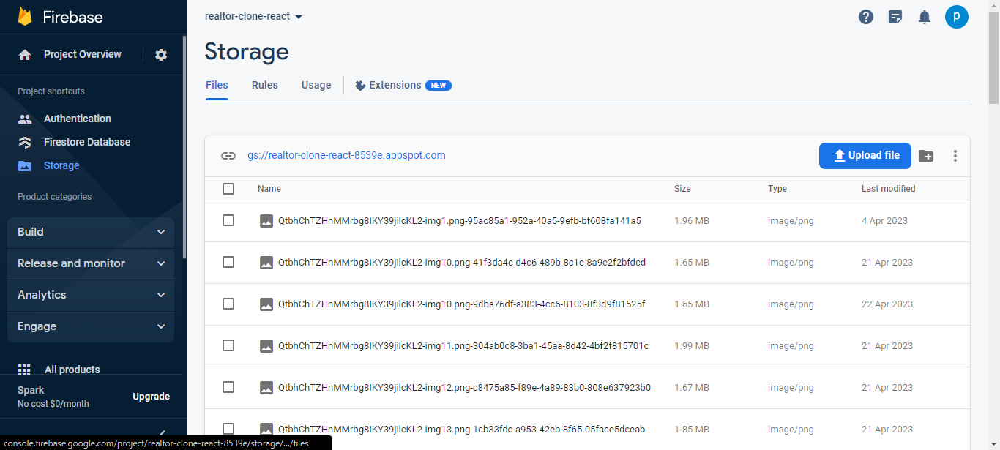 Firebase
Project Overview
Project shortcuts
Authentication
Firestore Database
Storage
Product categories
Build
Release and monitor
Analytics
Engage
All products
Spark
No cost $0/month
Upgrade
console.firebase.google.com/project/realtor-clone-react-8539e/storage/.../files
realtor-clone-react
p
Storage
Files Rules Usage Extensions NEW
gs://realtor-clone-react-8539e.appspot.com
Upload file
Name Size Type Last modified
QtbhChTZHnMMrbg8IKY39jilcKL2-img1.png-95ac85a1-952a-40a5-9efb-bf608fa141a5 1.96 MB image/png 4 Apr 2023
QtbhChTZHnMMrbg8IKY39jilcKL2-img10.png-41f3da4c-d4c6-489b-8c1e-8a9e2f2bfdcd 1.65 MB image/png 21 Apr 2023
QtbhChTZHnMMrbg8IKY39jilcKL2-img10.png-9dba76df-a383-4cc6-8103-8f3d9f81525f 1.65 MB image/png 22 Apr 2023
QtbhChTZHnMMrbg8IKY39jilcKL2-img11.png-304ab0c8-3ba1-45aa-8d42-4bf2f815701c 1.99 MB image/png 21 Apr 2023
QtbhChTZHnMMrbg8IKY39jilcKL2-img12.png-c8475a85-f89e-4a89-83b0-808e637923b0 1.67 MB image/png 21 Apr 2023
QtbhChTZHnMMrbg8IKY39jilcKL2-img13.png-1cb33fdc-a953-42eb-8f65-05face5dceab 1.85 MB image/png 21 Apr 2023